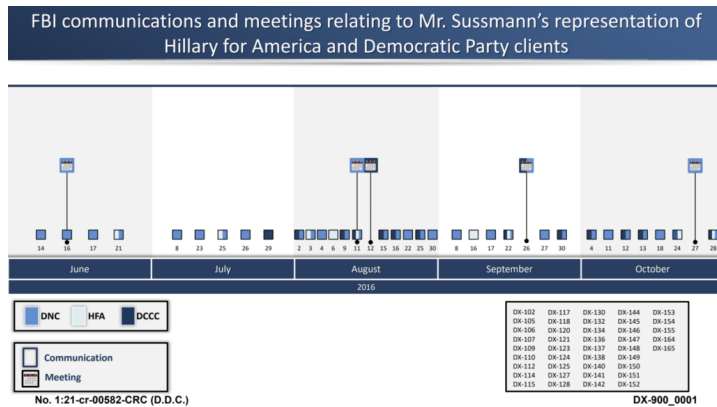 FBI communications and meetings relating to Mr. Sussmann's representation of
Hillary for America and Democratic Party clients
14 16 17 21 8 23 25 26 29 2 3 4 6 9 11 12 15 16 22 25 30 8 16 17 22 26 27 30 4 11 12 13 18 24 27 28
June July August September October
2016
DNC HFA DCCC
Communication
Meeting
DX-102 DX-117 DX-130 DX-144 DX-153
DX-105 DX-118 DX-132 DX-145 DX-154
DX-106 DX-120 DX-134 DX-146 DX-155
DX-107 DX-121 DX-136 DX-147 DX-164
DX-109 DX-123 DX-137 DX-148 DX-165
DX-110 DX-124 DX-138 DX-149
DX-112 DX-125 DX-140 DX-150
DX-114 DX-127 DX-141 DX-151
DX-115 DX-128 DX-142 DX-152
No. 1:21-cr-00582-CRC (D.D.C.) DX-900_0001